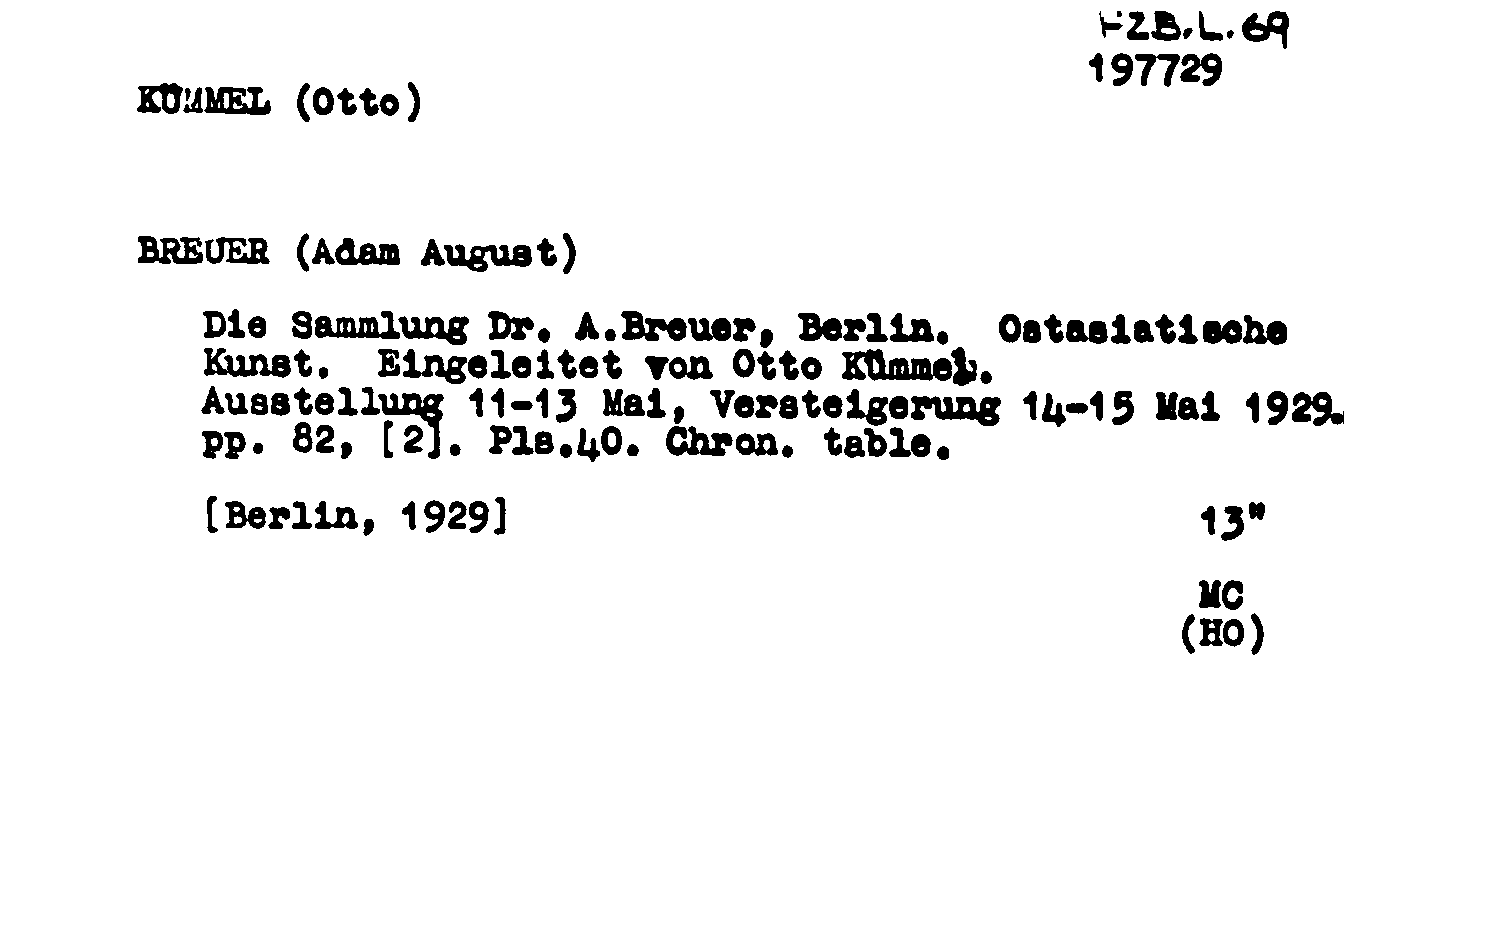 FZB.L.69
197729
KÜMMEL (Otto)
BREUER (Adam August)
Die Sammlung Dr. A.Breuer, Berlin. Ostasiatische
Kunst. Eingeleitet von Otto Kümmel.
Ausstellung 11-13 Mai, Versteigerung 14-15 Mai 1929.
pp. 82, [2]. Pls.40. Chron. table.
[Berlin, 1929]
13"
MC
(HO)